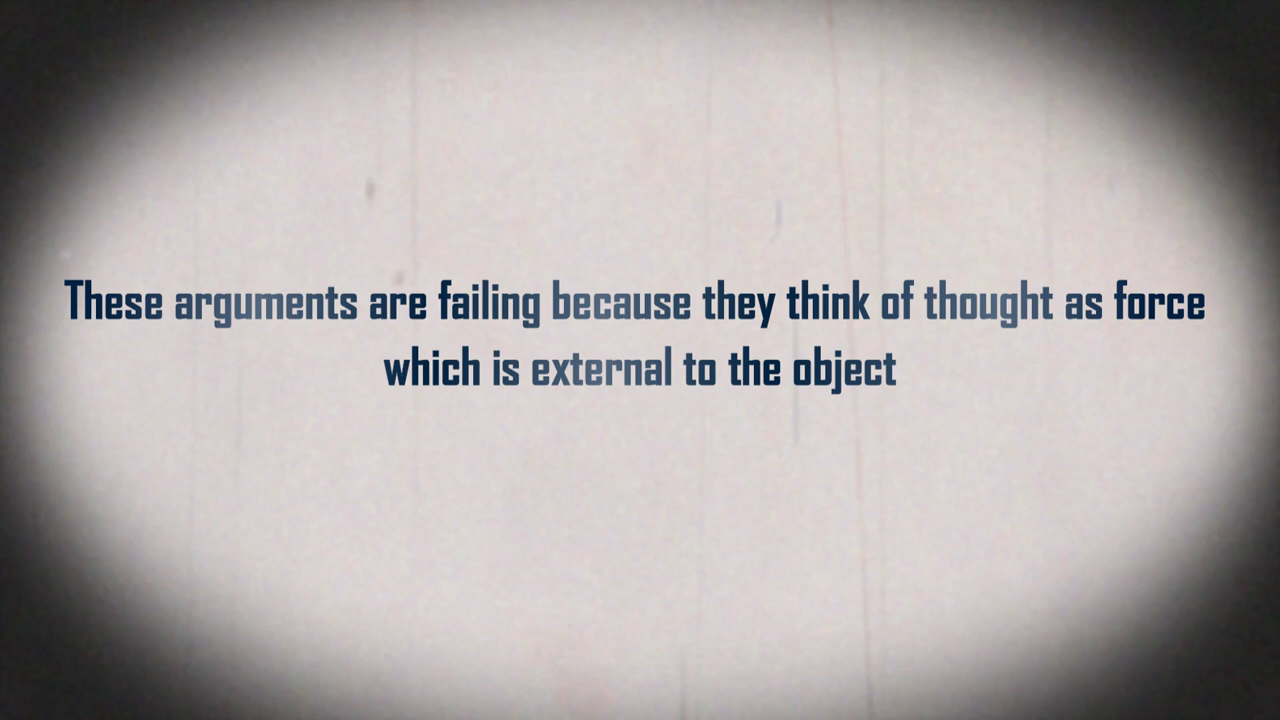 These arguments are failing because they think of thought as force
which is external to the object